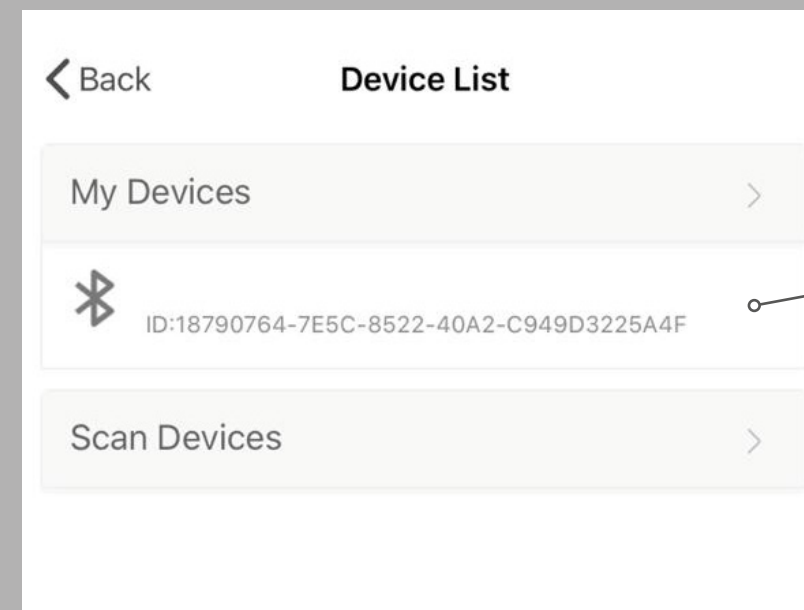 Back
Device List
My Devices
ID:18790764-7E5C-8522-40A2-C949D3225A4F
Scan Devices